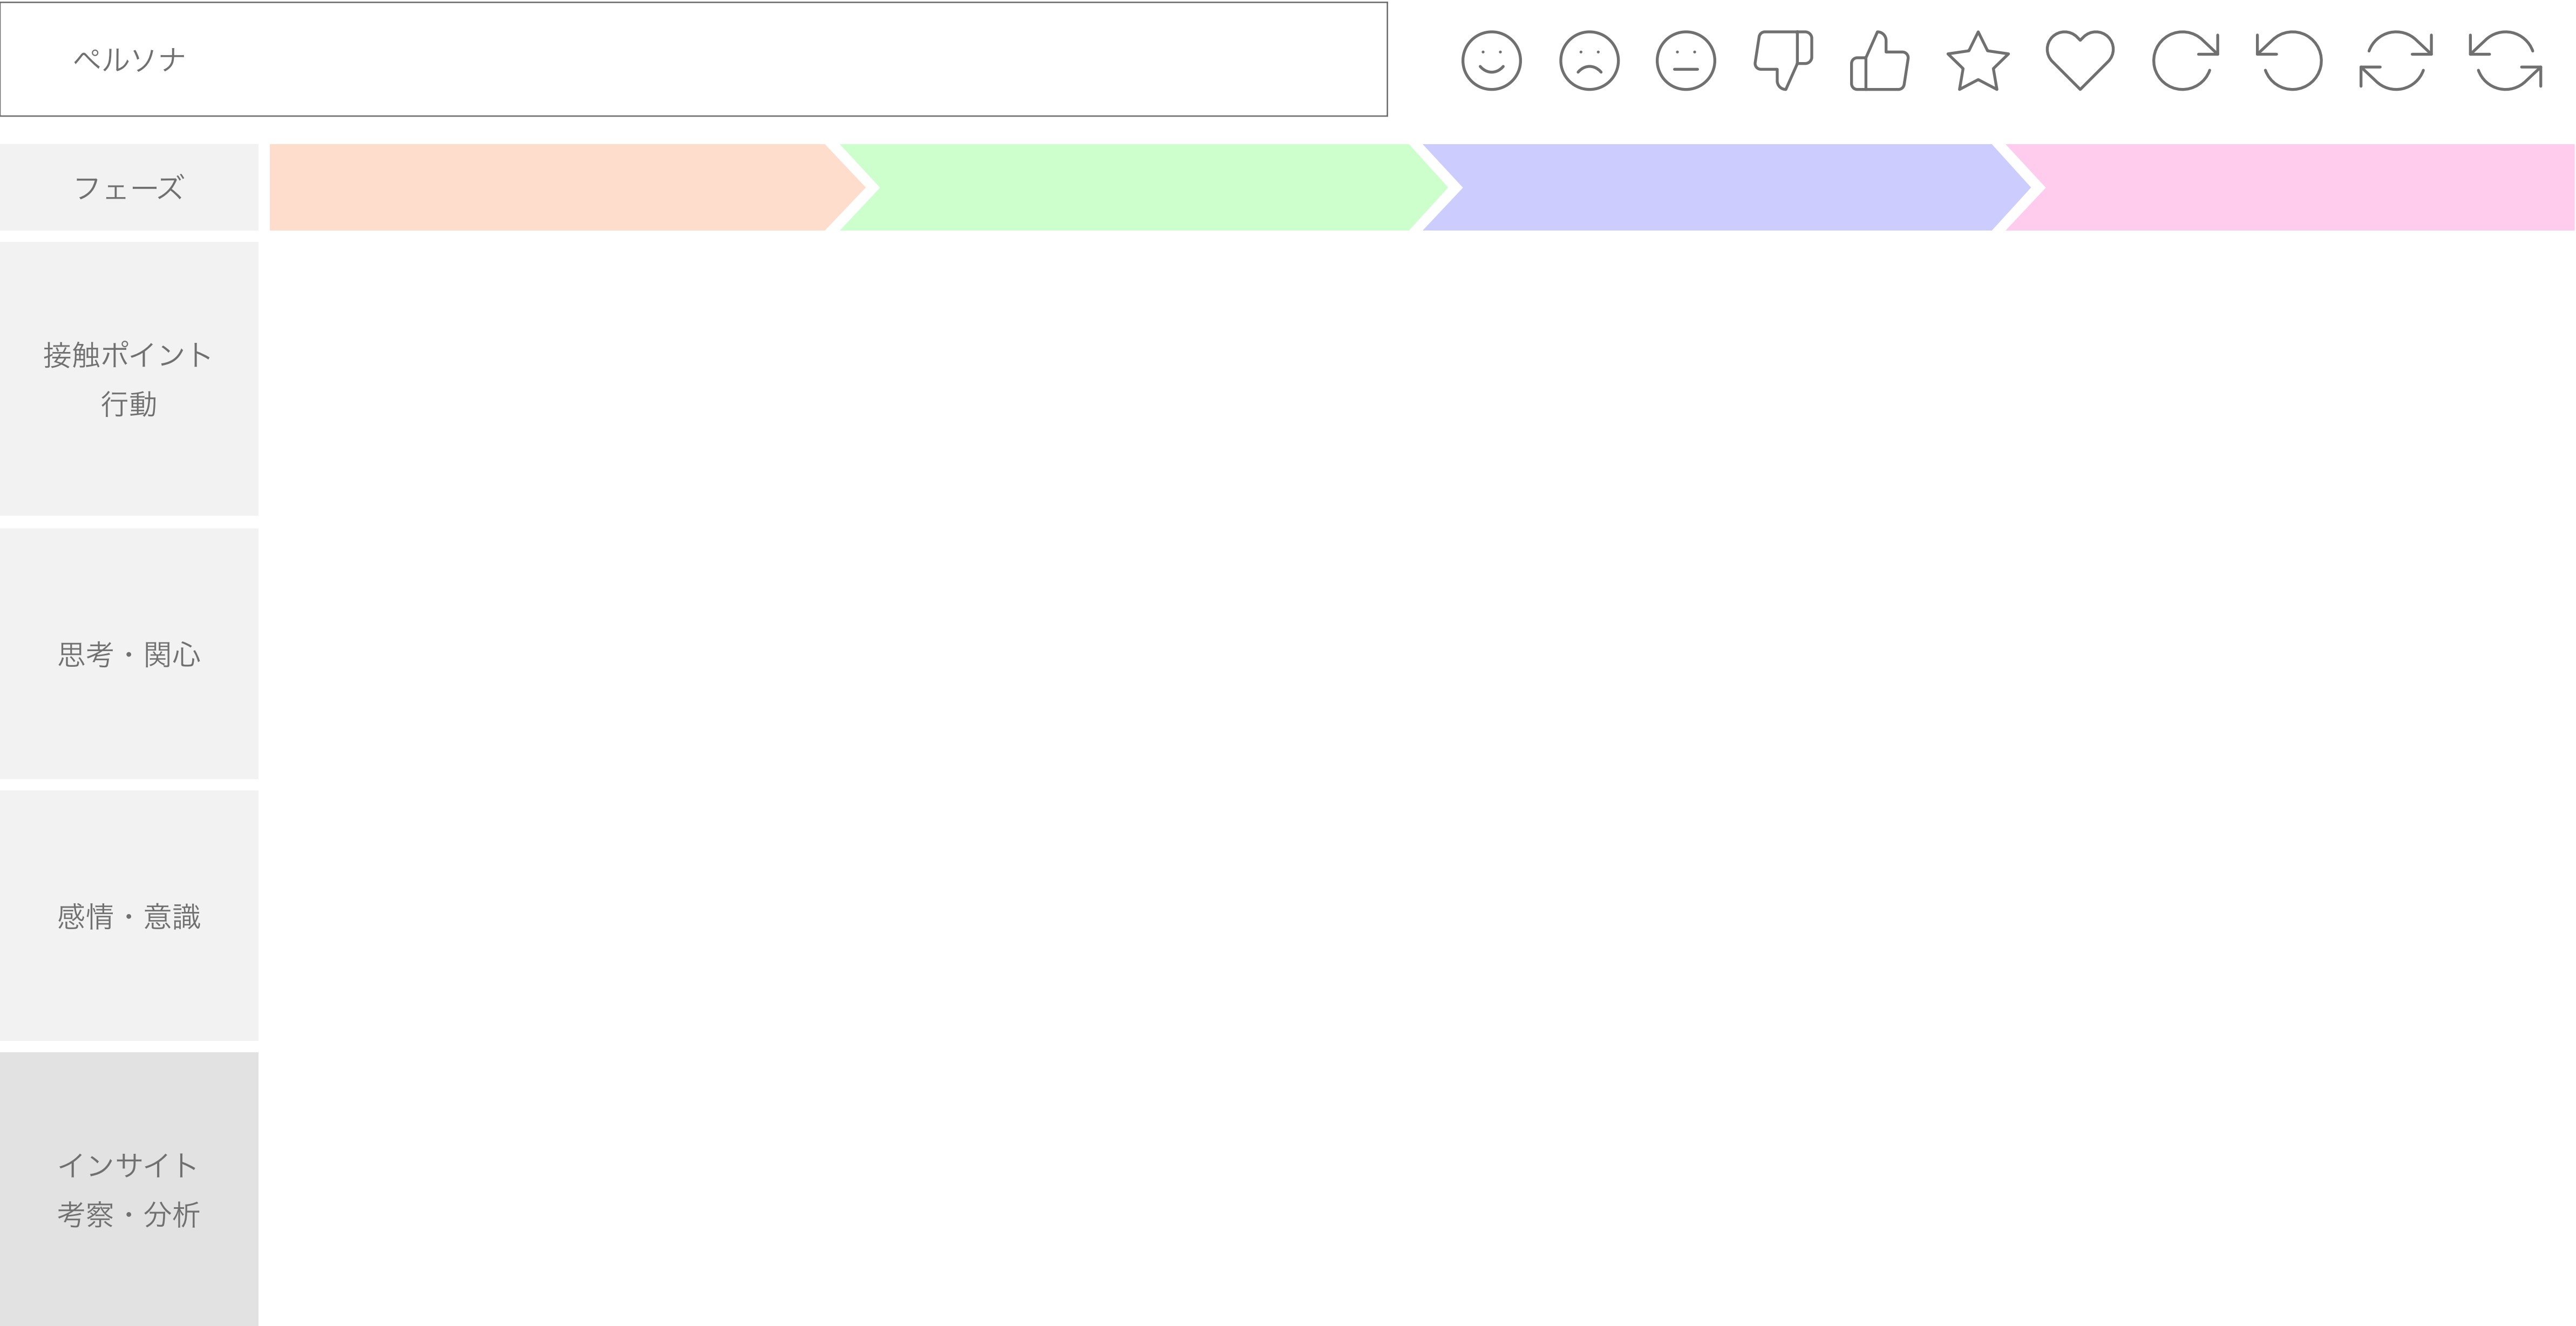 ペルソナ
フェーズ
接触ポイント
行動
思考・関心
感情・意識
インサイト
考察・分析